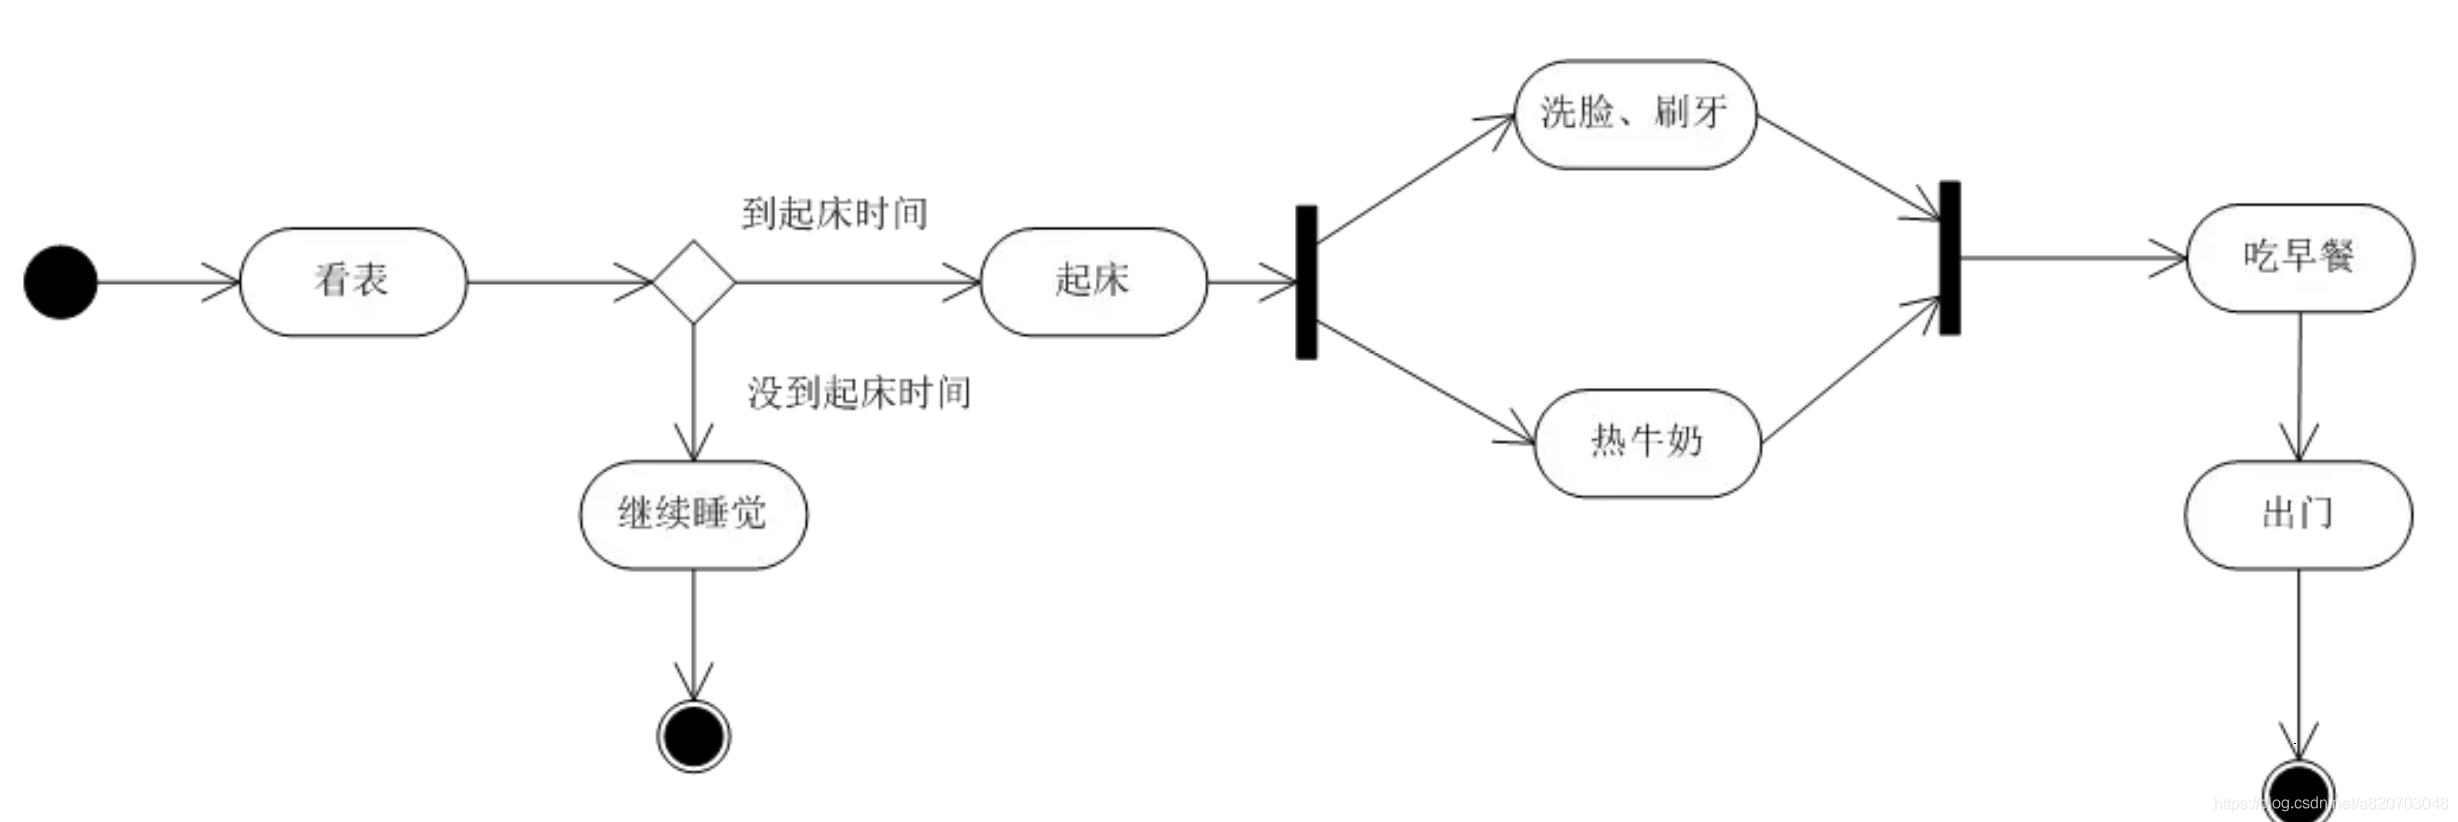 洗脸、刷牙
到起床时间
看表
起床
吃早餐
没到起床时间
热牛奶
继续睡觉
出门
https://blog.csdn.net/a820703048